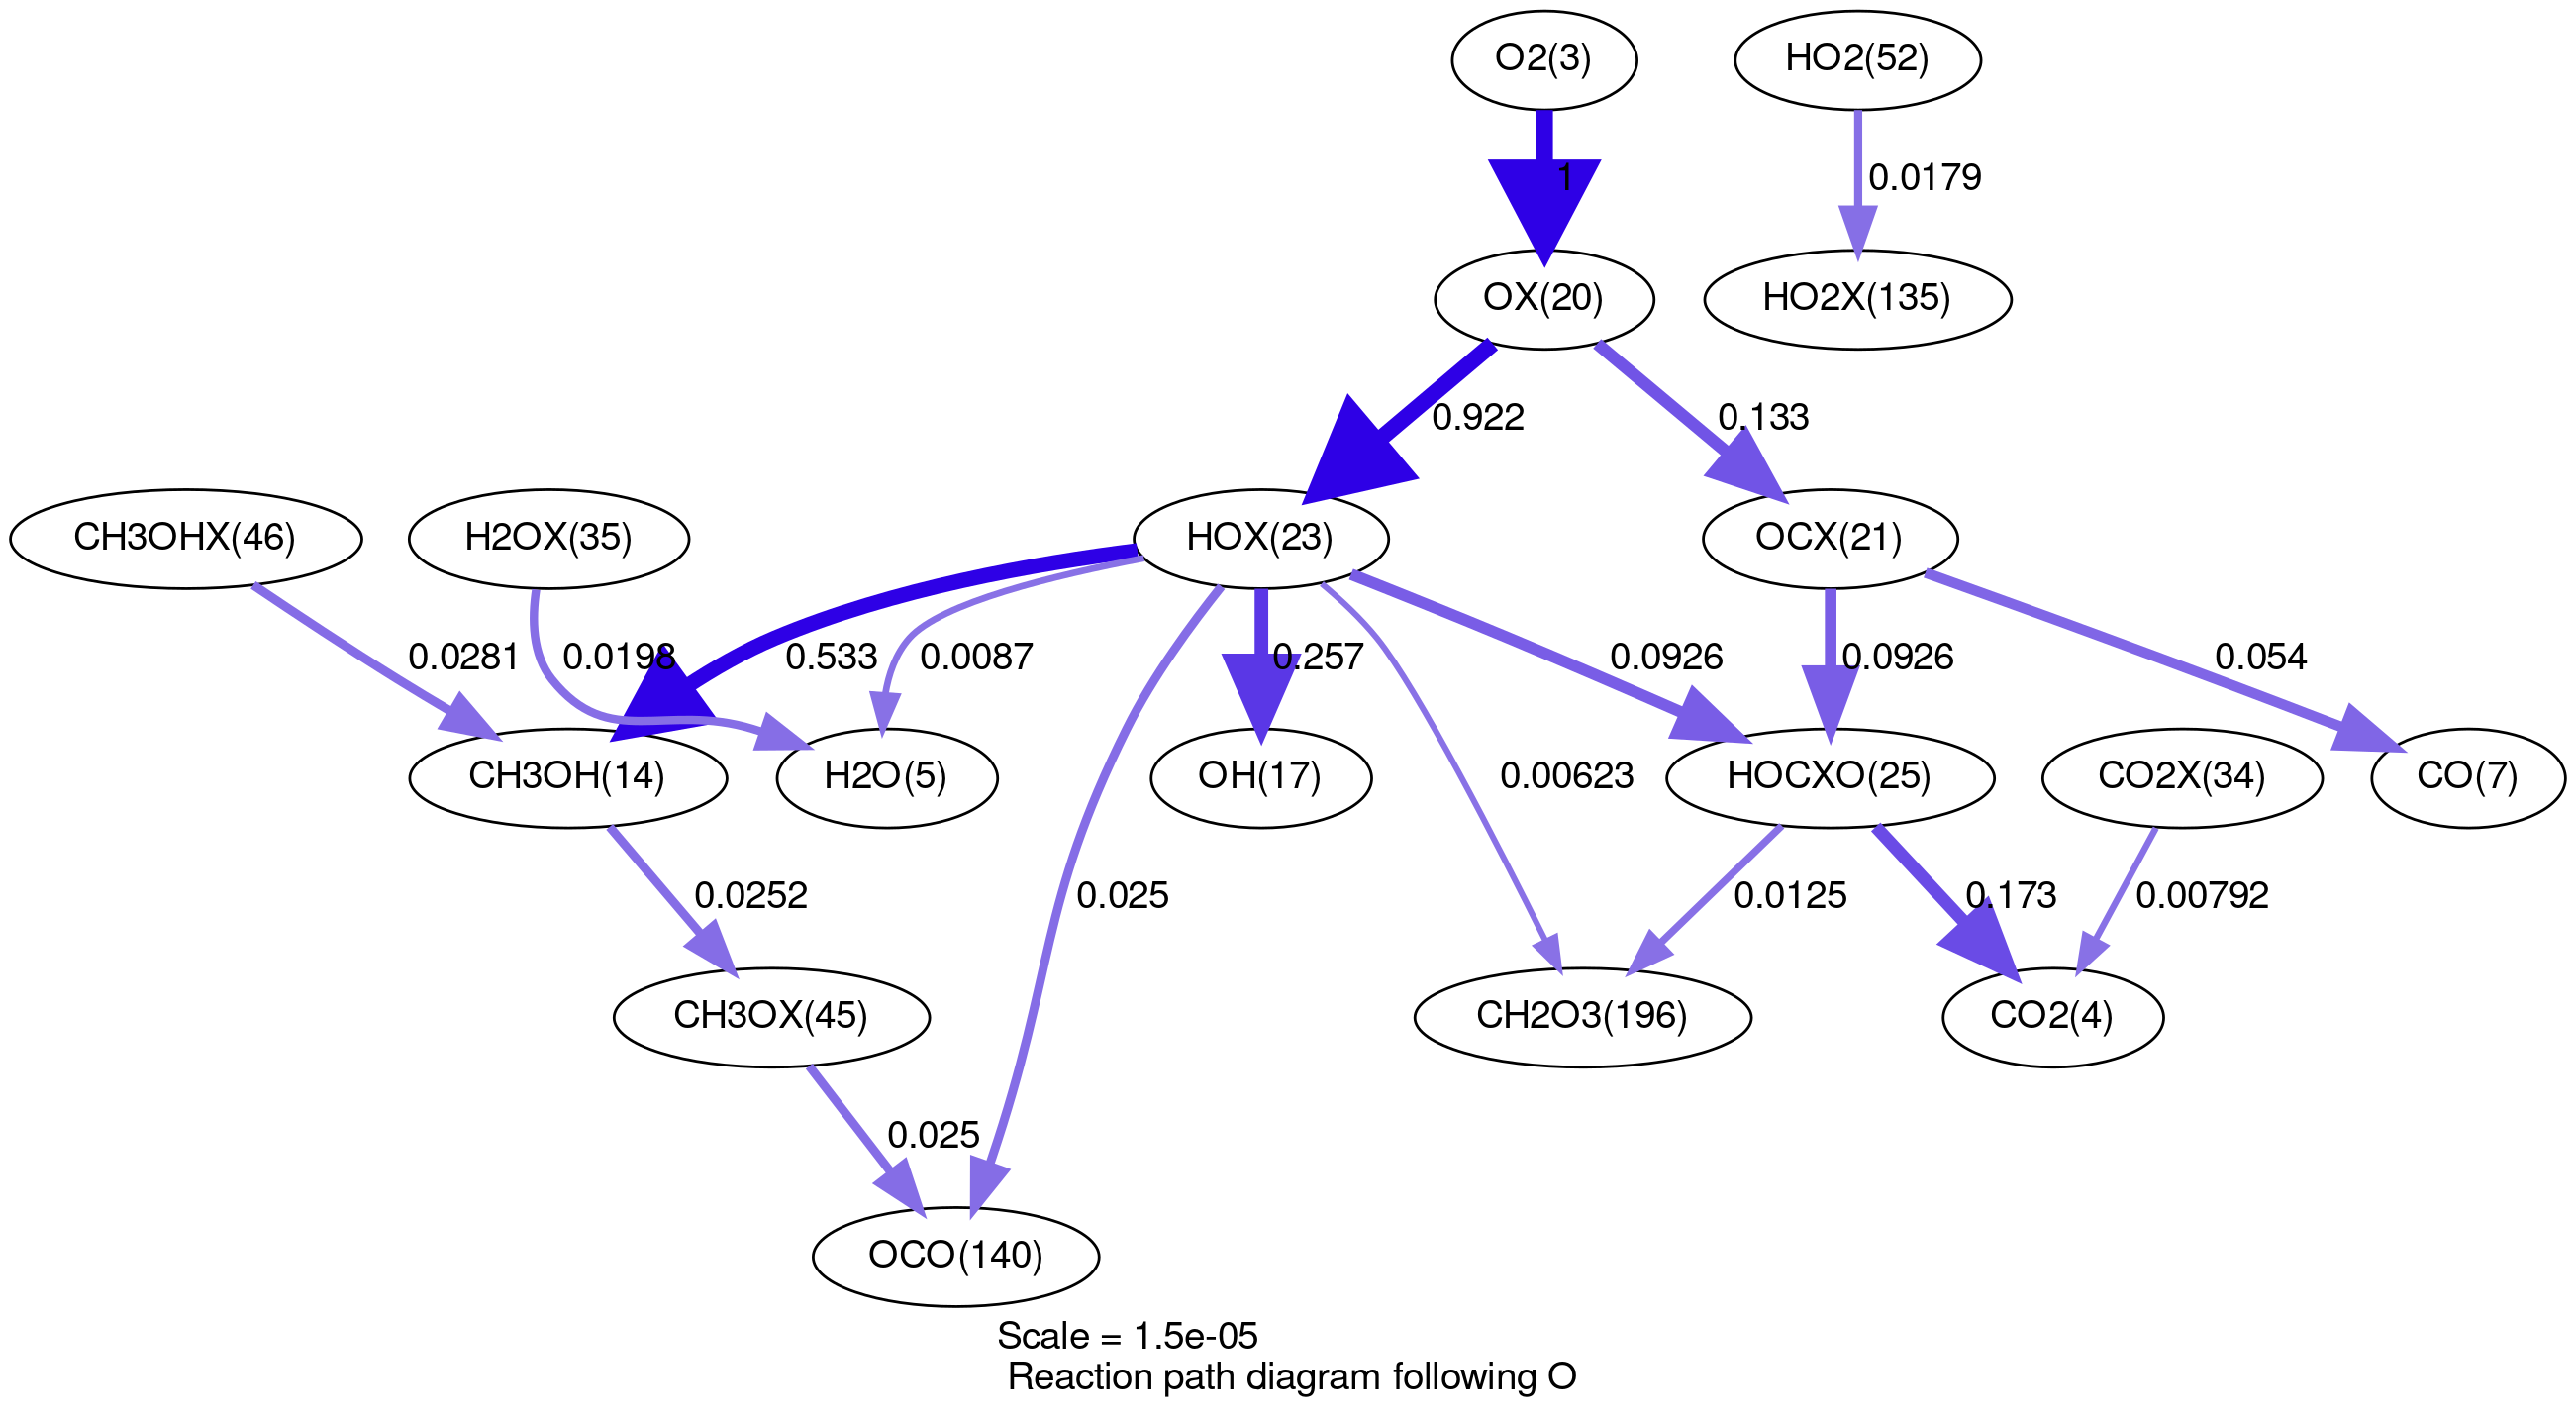 O2(3)
HO2(52)
1
0.0179
OX(20)
HO2X(135)
0.922
0.133
CH3OHX(46)
H2OX(35)
HOX(23)
OCX(21)
0.0281
0.0198
0.533
0.0087
0.257
0.0926
0.0926
0.054
CH3OH(14)
H2O(5)
OH(17)
0.00623
HOCXO(25)
CO2X(34)
CO(7)
0.0252
0.025
0.0125
0.173
0.00792
CH3OX(45)
CH2O3(196)
CO2(4)
0.025
OCO(140)
Scale = 1.5e-05
Reaction path diagram following O